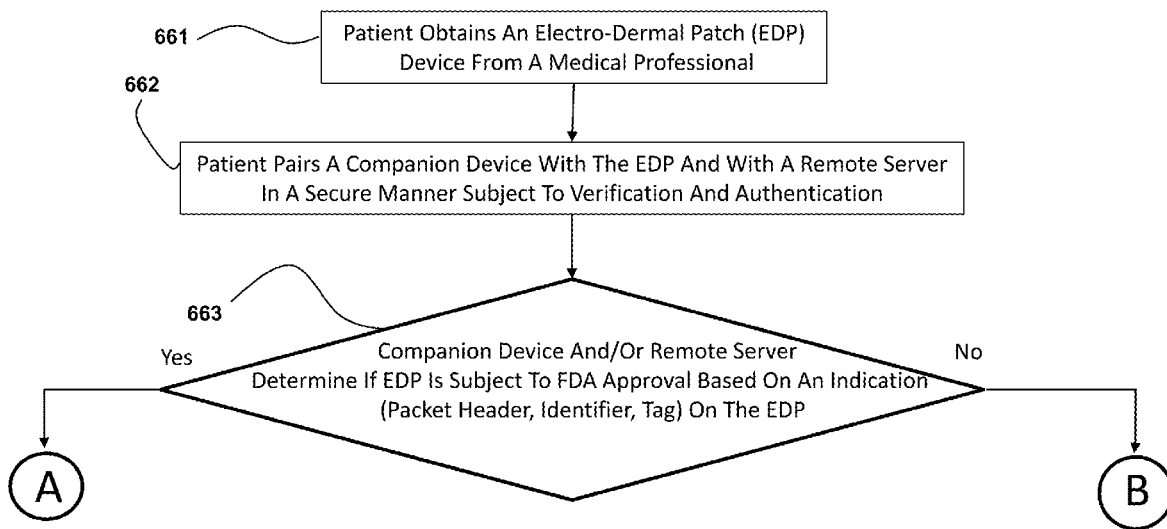 661
Patient Obtains An Electro-Dermal Patch (EDP)
Device From A Medical Professional
662
Patient Pairs A Companion Device With The EDP And With A Remote Server
In A Secure Manner Subject To Verification And Authentication
663
Yes
No
Companion Device And/Or Remote Server
Determine If EDP Is Subject To FDA Approval Based On An Indication
(Packet Header, Identifier, Tag) On The EDP
A
B